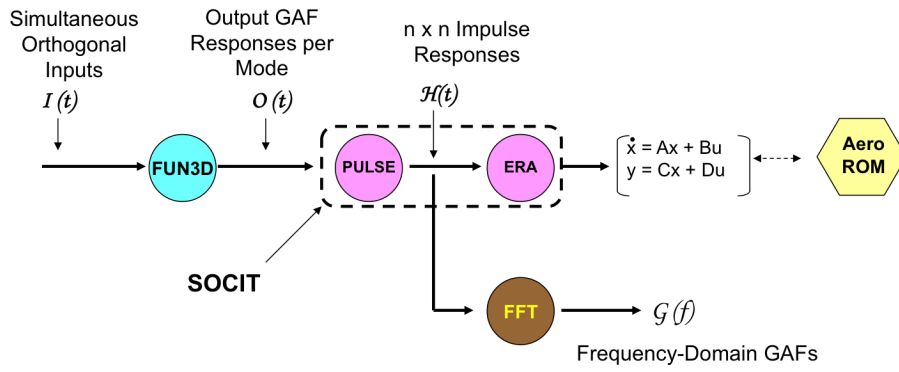 Simultaneous
Orthogonal
Inputs
I (t)
Output GAF
Responses per
Mode
O (t)
n x n Impulse
Responses
H(t)
FUN3D
PULSE
ERA
ẋ = Ax + Bu
y = Cx + Du
Aero
ROM
SOCIT
FFT
G (f)
Frequency-Domain GAFs